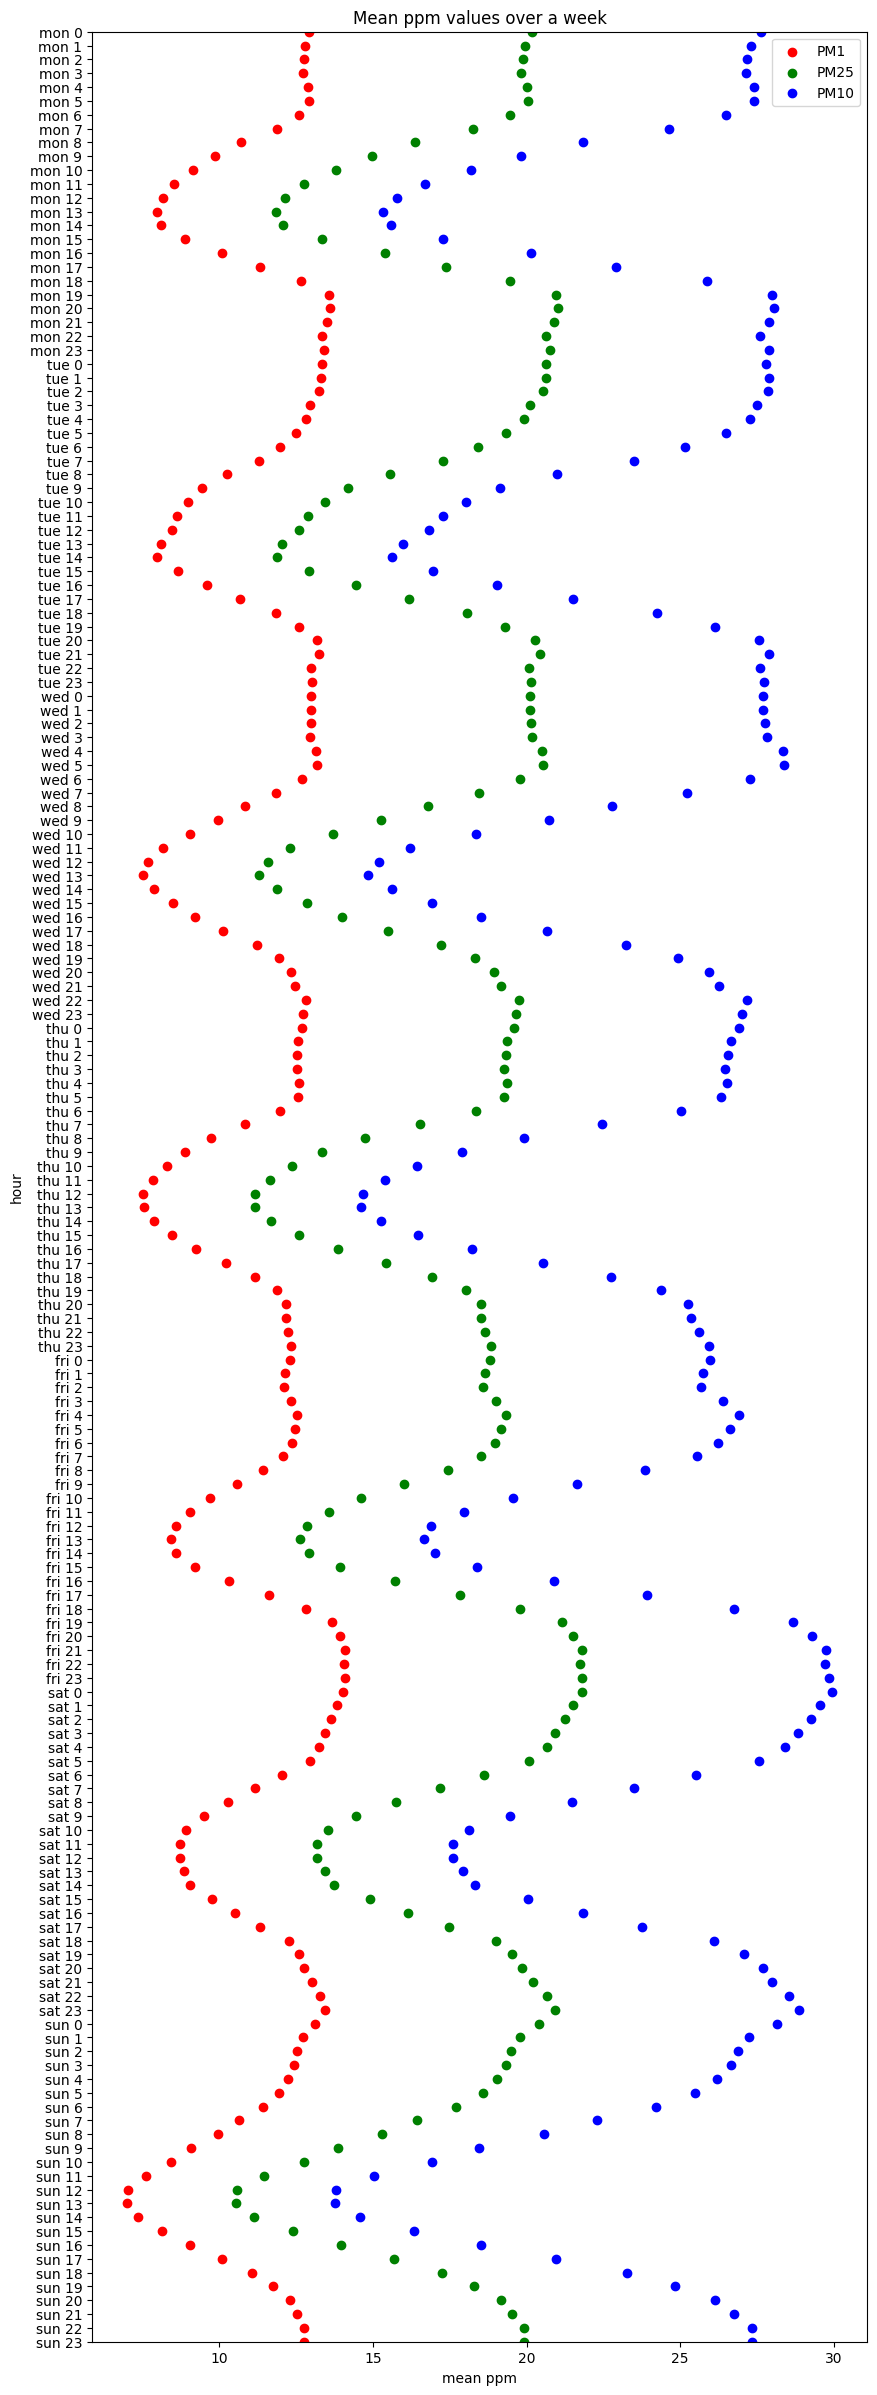 Mean ppm values over a week
PM1
PM25
PM10
mon 0
mon 1
mon 2
mon 3
mon 4
mon 5
mon 6
mon 7
mon 8
mon 9
mon 10
mon 11
mon 12
mon 13
mon 14
mon 15
mon 16
mon 17
mon 18
mon 19
mon 20
mon 21
mon 22
mon 23
tue 0
tue 1
tue 2
tue 3
tue 4
tue 5
tue 6
tue 7
tue 8
tue 9
tue 10
tue 11
tue 12
tue 13
tue 14
tue 15
tue 16
tue 17
tue 18
tue 19
tue 20
tue 21
tue 22
tue 23
wed 0
wed 1
wed 2
wed 3
wed 4
wed 5
wed 6
wed 7
wed 8
wed 9
wed 10
wed 11
wed 12
wed 13
wed 14
wed 15
wed 16
wed 17
wed 18
wed 19
wed 20
wed 21
wed 22
wed 23
thu 0
thu 1
thu 2
thu 3
thu 4
thu 5
thu 6
thu 7
thu 8
thu 9
thu 10
thu 11
thu 12
thu 13
thu 14
thu 15
thu 16
thu 17
thu 18
thu 19
thu 20
thu 21
thu 22
thu 23
fri 0
fri 1
fri 2
fri 3
fri 4
fri 5
fri 6
fri 7
fri 8
fri 9
fri 10
fri 11
fri 12
fri 13
fri 14
fri 15
fri 16
fri 17
fri 18
fri 19
fri 20
fri 21
fri 22
fri 23
sat 0
sat 1
sat 2
sat 3
sat 4
sat 5
sat 6
sat 7
sat 8
sat 9
sat 10
sat 11
sat 12
sat 13
sat 14
sat 15
sat 16
sat 17
sat 18
sat 19
sat 20
sat 21
sat 22
sat 23
sun 0
sun 1
sun 2
sun 3
sun 4
sun 5
sun 6
sun 7
sun 8
sun 9
sun 10
sun 11
sun 12
sun 13
sun 14
sun 15
sun 16
sun 17
sun 18
sun 19
sun 20
sun 21
sun 22
sun 23
hour
10 15 20 25 30
mean ppm